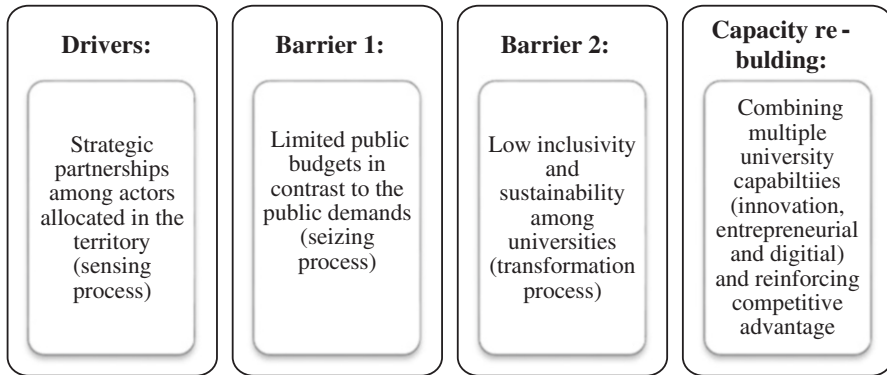 Drivers:
Strategic
partnerships
among actors
allocated in the
territory
(sensing
process)
Barrier 1:
Limited public
budgets in
contrast to the
public demands
(seizing
process)
Barrier 2:
Low inclusivity
and
sustainability
among
universities
(transformation
process)
Capacity re -
bulding:
Combining
multiple
university
capabiltiies
(innovation,
entrepreneurial
and digitial)
and reinforcing
competitive
advantage